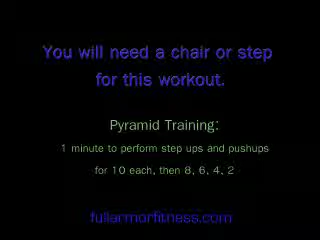 You will need a chair or step
for this workout.
Pyramid Training:
1 minute to perform step ups and pushups
for 10 each, then 8, 6, 4, 2
fullarmorfitness.com